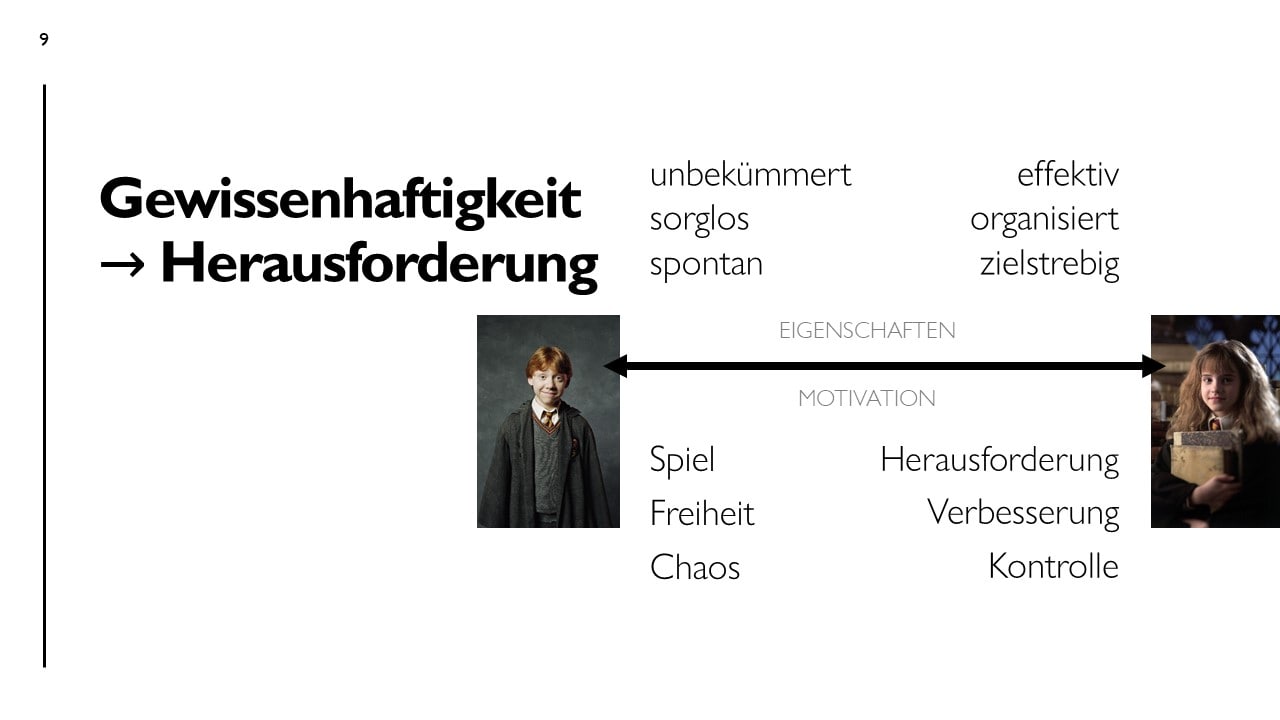 9
Gewissenhaftigkeit
→ Herausforderung
unbekümmert
sorglos
spontan
effektiv
organisiert
zielstrebig
EIGENSCHAFTEN
MOTIVATION
Spiel
Freiheit
Chaos
Herausforderung
Verbesserung
Kontrolle